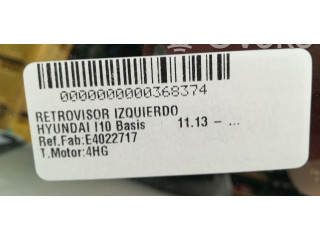 0000000000368374
RETROVISOR IZQUIERDO
HYUNDAI I10 Basis 11.13 - ...
Ref.Fab:E4022717
T.Motor:4HG